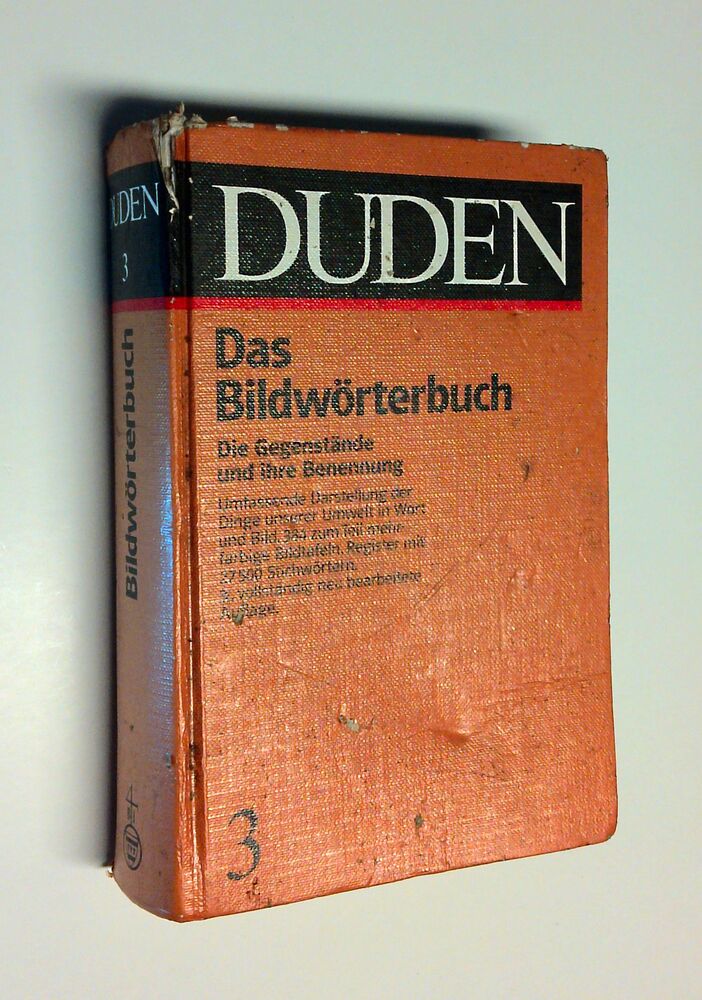 DUDEN
3
Bildwörterbuch
DUDEN
Das
Bildwörterbuch
Die Gegenstände
und ihre Benennung
Umfassende Darstellung der
Dinge unserer Umwelt in Wort
und Bild. 384 zum Teil mehr-
farbige Bildtafeln. Register mit
27500 Stichwörtern.
3., vollständig neu bearbeitete
Auflage.
3